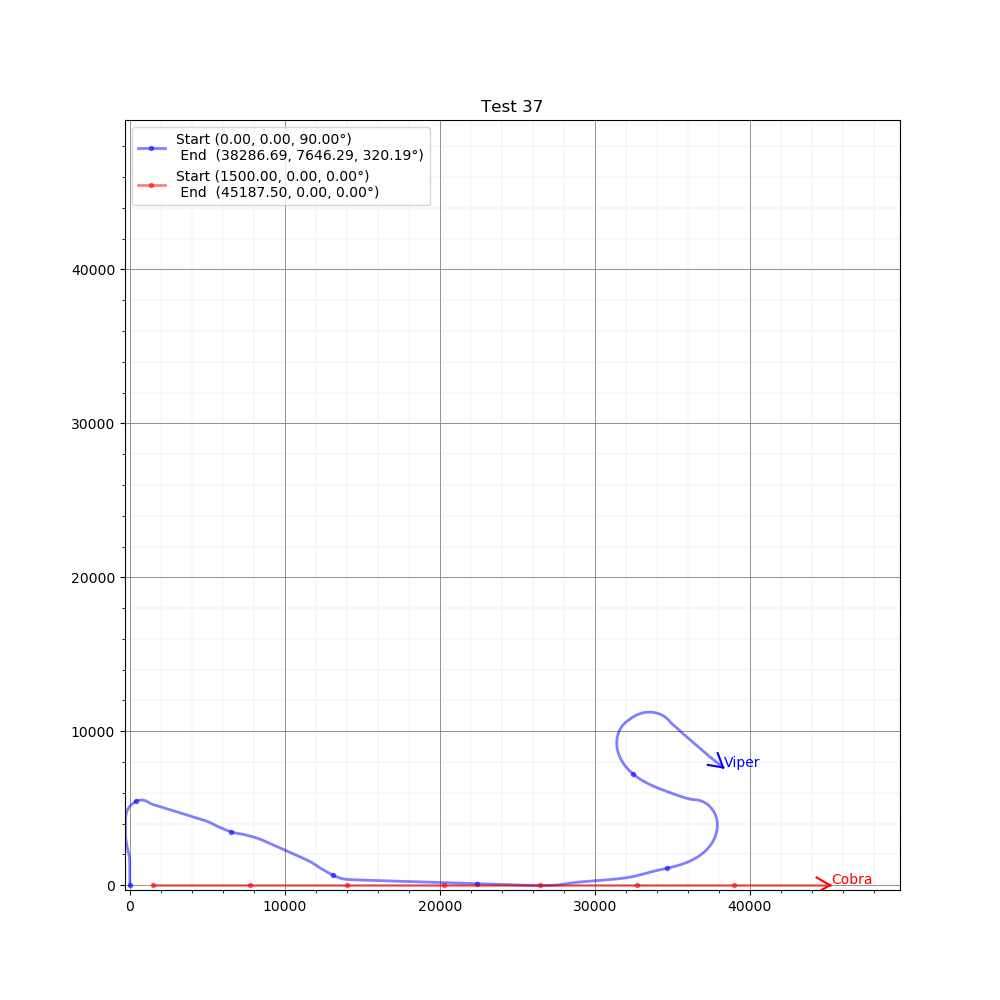 Test 37
Start (0.00, 0.00, 90.00°)
End  (38286.69, 7646.29, 320.19°)
Start (1500.00, 0.00, 0.00°)
End  (45187.50, 0.00, 0.00°)
40000
30000
20000
10000
0
Viper
Cobra
0
10000
20000
30000
40000